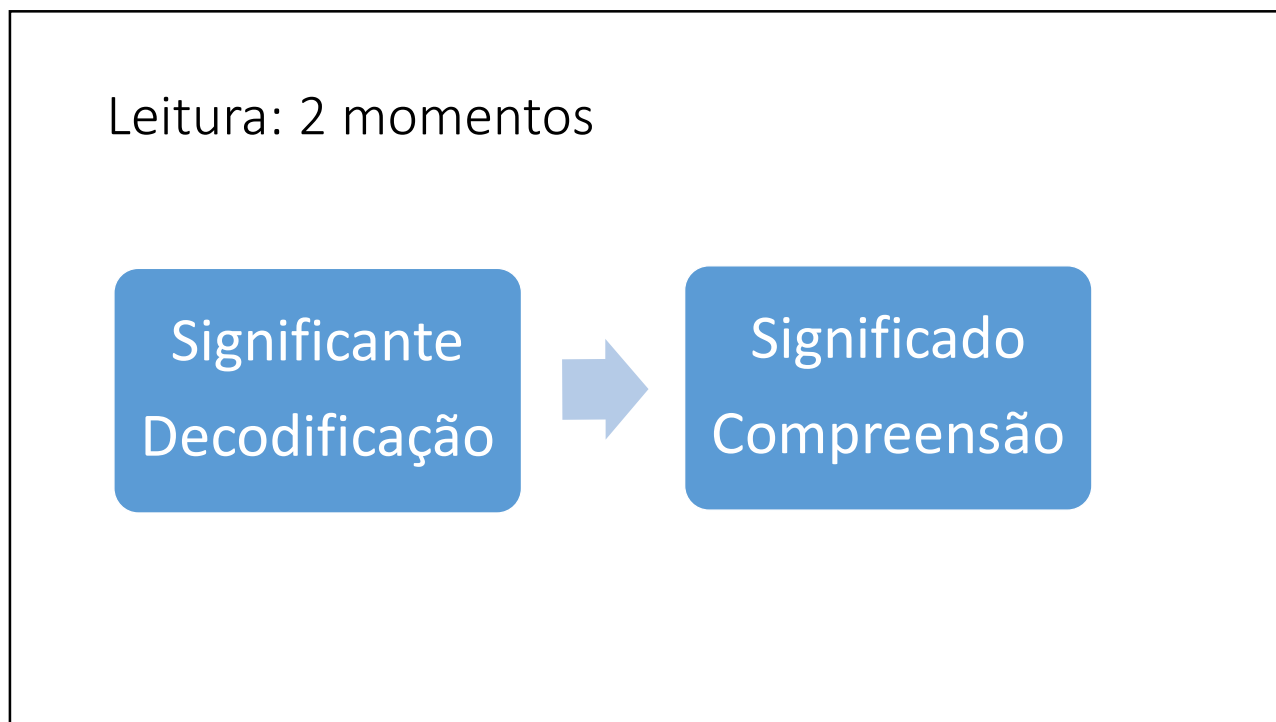 Leitura: 2 momentos
Significante
Decodificação
Significado
Compreensão